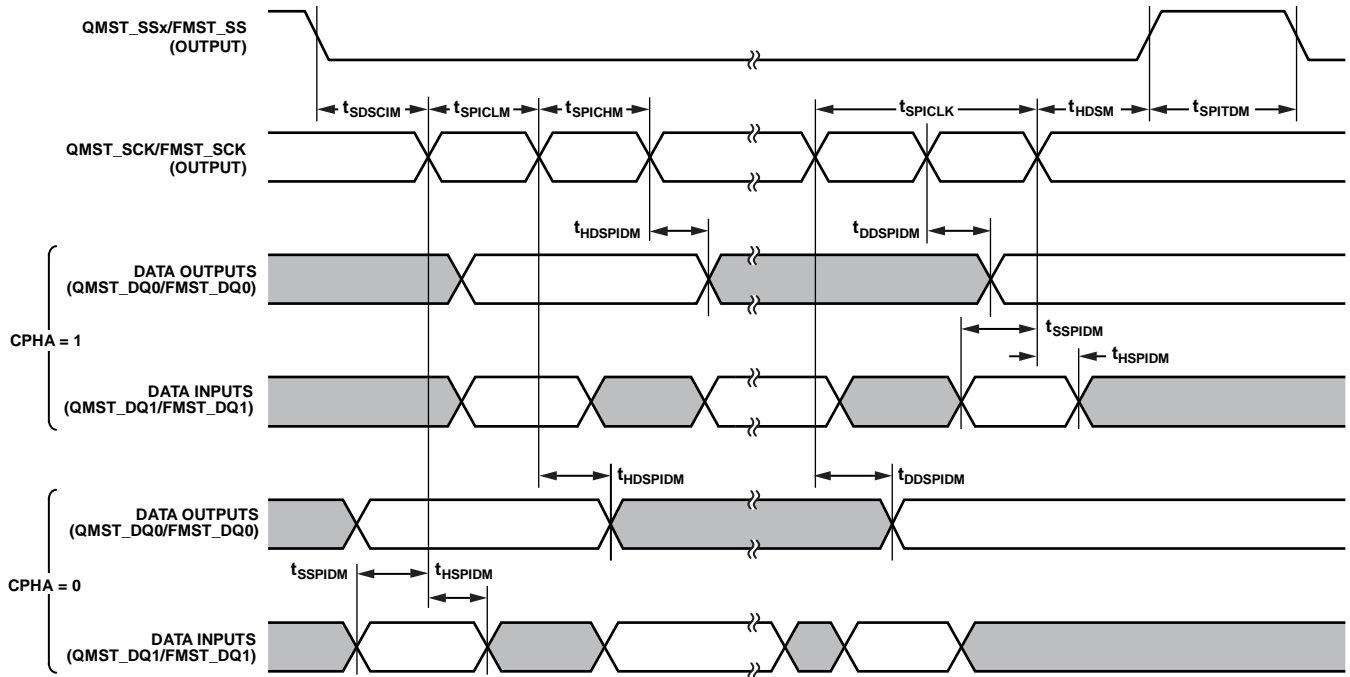 QMST_SSx/FMST_SS
(OUTPUT)
tSDSCIM
tSPICLM
tSPICHM
tSPICLK
tHDSM
tSPITDM
QMST_SCK/FMST_SCK
(OUTPUT)
tHDSPIDM
tDDSPIDM
DATA OUTPUTS
(QMST_DQ0/FMST_DQ0)
CPHA = 1
tSSPIDM
tHSPIDM
DATA INPUTS
(QMST_DQ1/FMST_DQ1)
tHDSPIDM
tDDSPIDM
DATA OUTPUTS
(QMST_DQ0/FMST_DQ0)
CPHA = 0
tSSPIDM
tHSPIDM
DATA INPUTS
(QMST_DQ1/FMST_DQ1)